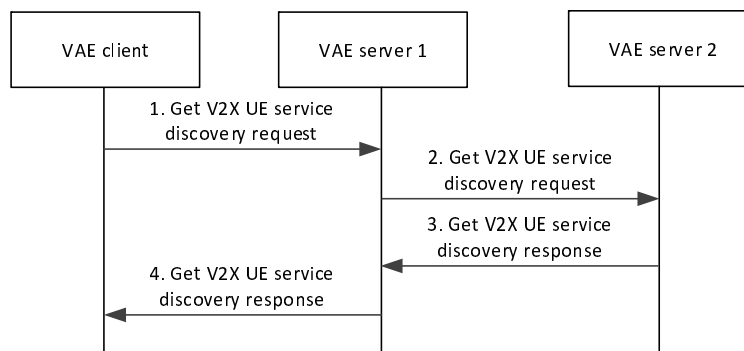 VAE client
VAE server 1
VAE server 2
1. Get V2X UE service
discovery request
2. Get V2X UE service
discovery request
3. Get V2X UE service
discovery response
4. Get V2X UE service
discovery response